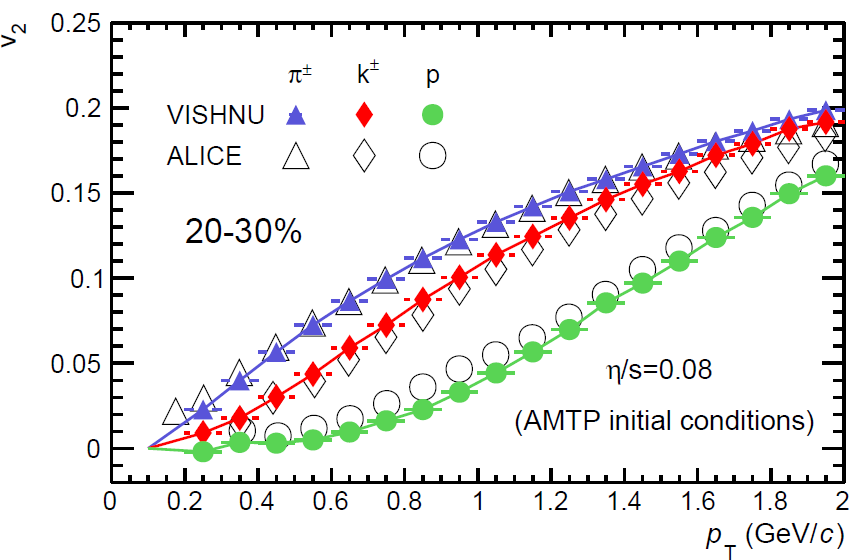 v2
0.25
0.2
0.15
0.1
0.05
0
π± k± p
VISHNU
ALICE
20-30%
η/s=0.08
(AMTP initial conditions)
0 0.2 0.4 0.6 0.8 1 1.2 1.4 1.6 1.8 2
pT (GeV/c)